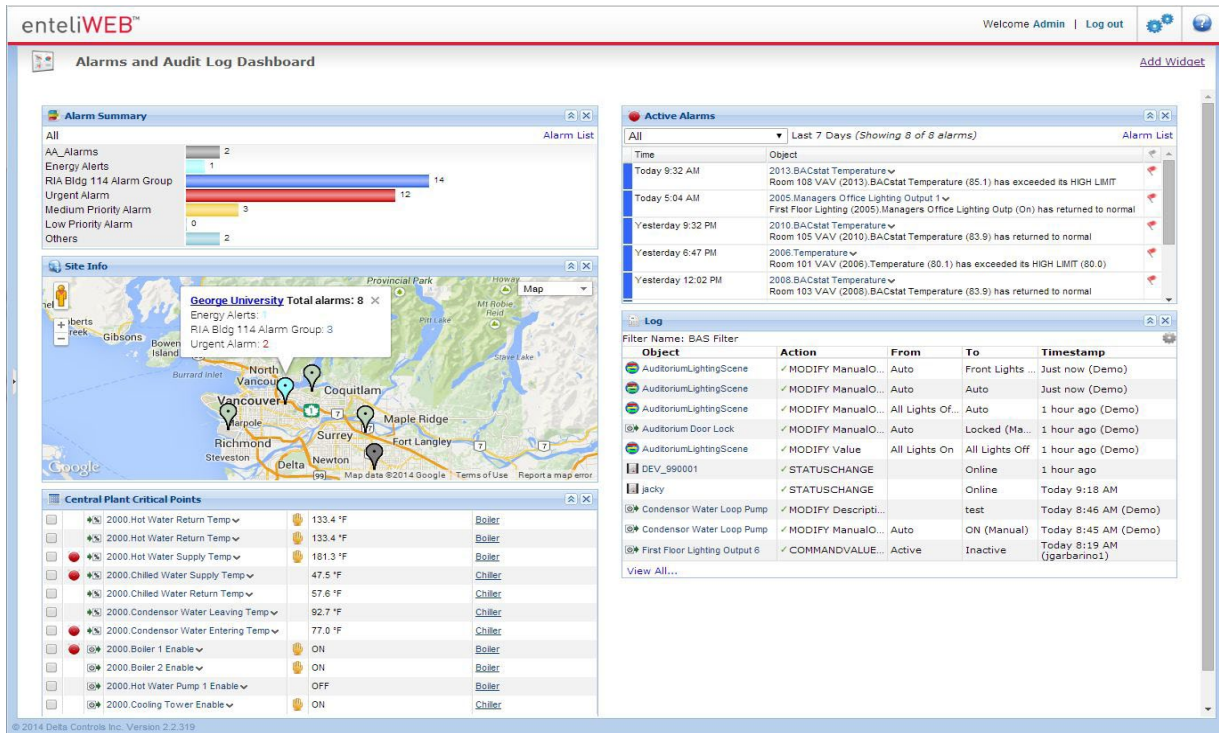 enteliWEB™
Welcome Admin | Log out
Alarms and Audit Log Dashboard
Add Widget
Alarm Summary
All
Alarm List
AA_Alarms 2
Energy Alerts 1
RIA Bldg 114 Alarm Group 14
Urgent Alarm 12
Medium Priority Alarm 3
Low Priority Alarm 0
Others 2
Site Info
Provincial Park
Map
George University Total alarms: 8
Energy Alerts: 1
RIA Bldg 114 Alarm Group: 3
Urgent Alarm: 2
Mt Robie
Reid
Pitt Lake
Stave Lake
Gibsons
Bowen
Island
Burrard Inlet
North
Vancouver
Coquitlam
Vancouver
1
7
Maple Ridge
Marpole
Richmond
Surrey
Fort Langley
7
7
Steveston
Delta
Newton
99
Google
Map data ©2014 Google Terms of Use Report a map error
Central Plant Critical Points
2000.Hot Water Return Temp 133.4 °F Boiler
2000.Hot Water Return Temp 133.4 °F Boiler
2000.Hot Water Supply Temp 181.3 °F Boiler
2000.Chilled Water Supply Temp 47.5 °F Chiller
2000.Chilled Water Return Temp 57.6 °F Chiller
2000.Condensor Water Leaving Temp 92.7 °F Chiller
2000.Condensor Water Entering Temp 77.0 °F Chiller
2000.Boiler 1 Enable ON Boiler
2000.Boiler 2 Enable ON Boiler
2000.Hot Water Pump 1 Enable OFF Boiler
2000.Cooling Tower Enable ON Chiller
Active Alarms
All Last 7 Days (Showing 8 of 8 alarms) Alarm List
Time Object
Today 9:32 AM 2013.BACstat Temperature
Room 108 VAV (2013).BACstat Temperature (85.1) has exceeded its HIGH LIMIT
Today 5:04 AM 2005.Managers Office Lighting Output 1
First Floor Lighting (2005).Managers Office Lighting Outp (On) has returned to normal
Yesterday 9:32 PM 2010.BACstat Temperature
Room 105 VAV (2010).BACstat Temperature (83.9) has returned to normal
Yesterday 6:47 PM 2006.Temperature
Room 101 VAV (2006).Temperature (80.1) has exceeded its HIGH LIMIT (80.0)
Yesterday 12:02 PM 2008.BACstat Temperature
Room 103 VAV (2008).BACstat Temperature (83.9) has returned to normal
Log
Filter Name: BAS Filter
Object Action From To Timestamp
AuditoriumLightingScene ✓ MODIFY ManualO... Auto Front Lights ... Just now (Demo)
AuditoriumLightingScene ✓ MODIFY ManualO... Auto Auto Just now (Demo)
AuditoriumLightingScene ✓ MODIFY ManualO... All Lights Of... Auto 1 hour ago (Demo)
Auditorium Door Lock ✓ MODIFY ManualO... Auto Locked (Ma... 1 hour ago (Demo)
AuditoriumLightingScene ✓ MODIFY Value All Lights On All Lights Off 1 hour ago (Demo)
DEV_990001 ✓ STATUSCHANGE Online 1 hour ago
jacky ✓ STATUSCHANGE Online Today 9:18 AM
Condensor Water Loop Pump ✓ MODIFY Descripti... test Today 8:46 AM (Demo)
Condensor Water Loop Pump ✓ MODIFY ManualO... Auto ON (Manual) Today 8:45 AM (Demo)
First Floor Lighting Output 6 ✓ COMMANDVALUE... Active Inactive Today 8:19 AM
(jgarbarino1)
View All...
© 2014 Delta Controls Inc. Version 2.2.319